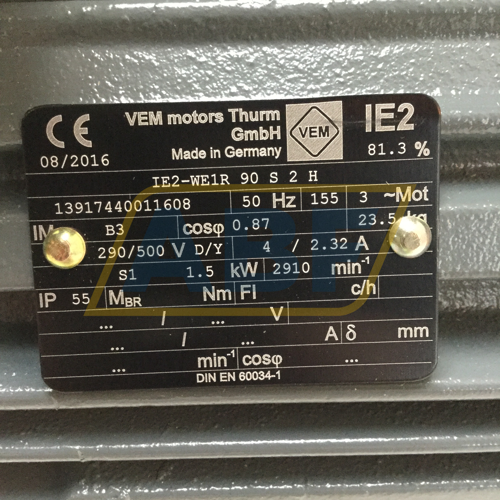 CE
08/2016
VEM motors Thurm
GmbH
Made in Germany
VEM
IE2
81.3 %
IE2-WE1R 90 S 2 H
13917440011608 50 Hz 155 3 ~Mot
IM B3 cosφ 0.87 23.5 kg
290/500 V D/Y 4 / 2.32 A
S1 1.5 kW 2910 min⁻¹
IP 55 MBR Nm FI c/h
... / ... V
... / ... A δ mm
... min⁻¹ cosφ ...
DIN EN 60034-1
ABF